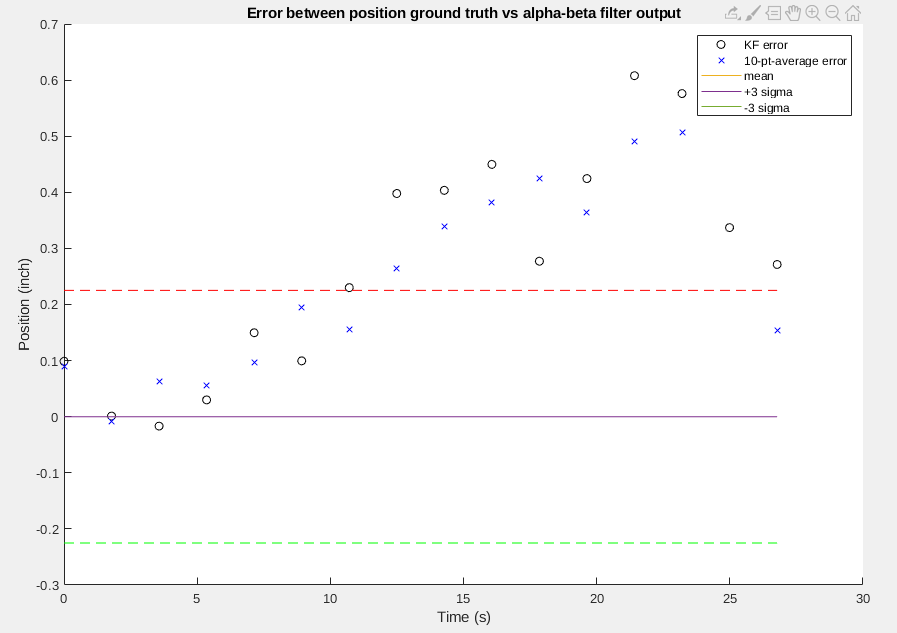 Error between position ground truth vs alpha-beta filter output
KF error
10-pt-average error
mean
+3 sigma
-3 sigma
0.7
0.6
0.5
0.4
0.3
0.2
0.1
0
-0.1
-0.2
-0.3
Position (inch)
0
5
10
15
20
25
30
Time (s)